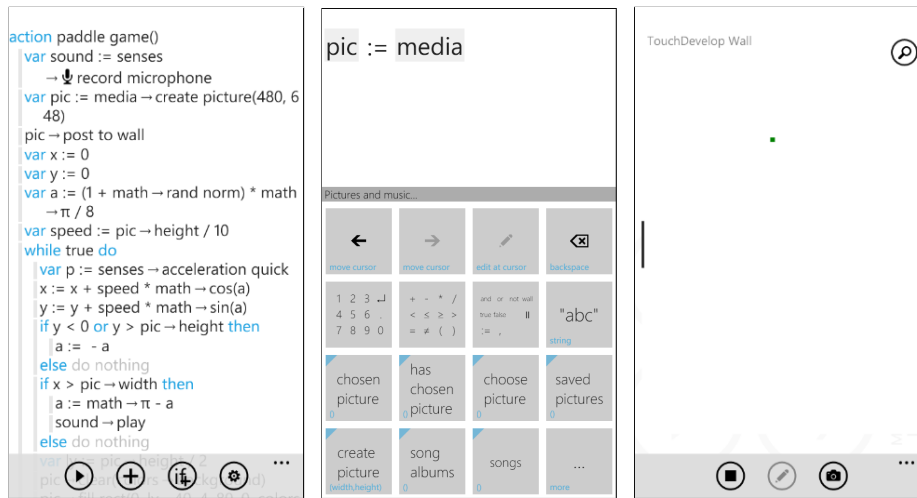 action paddle game()
var sound := senses
→ record microphone
var pic := media → create picture(480, 6
48)
pic → post to wall
var x := 0
var y := 0
var a := (1 + math → rand norm) * math
→ π / 8
var speed := pic → height / 10
while true do
var p := senses → acceleration quick
x := x + speed * math → cos(a)
y := y + speed * math → sin(a)
if y < 0 or y > pic → height then
a := - a
else do nothing
if x > pic → width then
a := math → π - a
sound → play
else do nothing
if
...
pic := media
Pictures and music...
←
move cursor
→
move cursor
edit at cursor
backspace
1 2 3 ↵
4 5 6 .
7 8 9 0
+ - * /
< ≤ ≥ >
= ≠ ( )
and or not wall
true false ||
:= ,
"abc"
string
chosen
picture
0
has
chosen
picture
0
choose
picture
0
saved
pictures
0
create
picture
(width,height)
song
albums
0
songs
0
...
more
TouchDevelop Wall
...